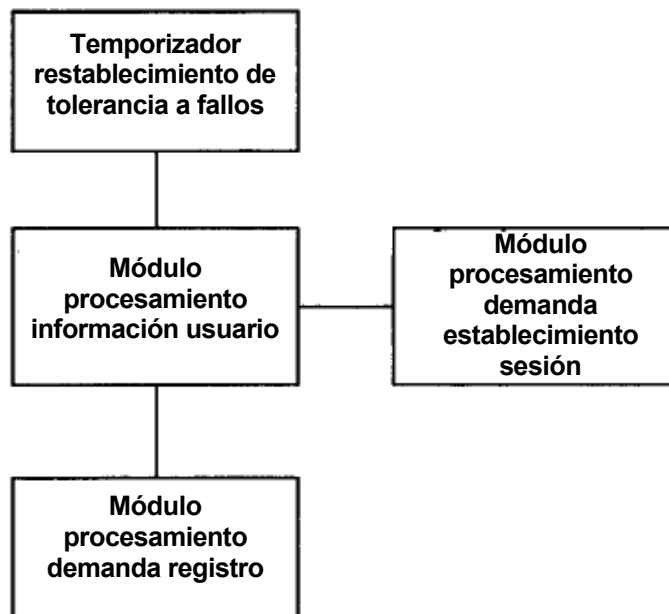 Temporizador
restablecimiento de
tolerancia a fallos
Módulo
procesamiento
información usuario
Módulo
procesamiento
demanda
establecimiento
sesión
Módulo
procesamiento
demanda registro